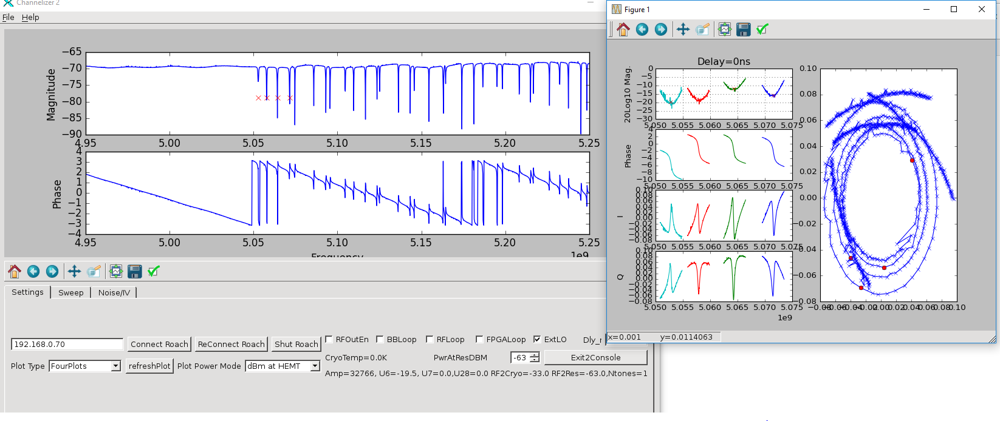 Channelizer 2
File Help
Magnitude
−65
−70
−75
−80
−85
−90
4.95 5.00 5.05 5.10 5.15 5.20 5.25
Phase
4
3
2
1
0
−1
−2
−3
−4
4.95 5.00 5.05 5.10 5.15 5.20 5.25
Frequency 1e9
Settings Sweep Noise/IV
192.168.0.70 Connect Roach ReConnect Roach Shut Roach RFOutEn BBLoop RFLoop FPGALoop ExtLO Dly_
CryoTemp=0.0K PwrAtResDBM -63 Exit2Console
Plot Type FourPlots refreshPlot Plot Power Mode dBm at HEMT
Amp=32766, U6=-19.5, U7=0.0,U28=0.0 RF2Cryo=-33.0 RF2Res=-63.0,Ntones=1
Figure 1
Delay=0ns
20Log10 Mag.
0
−5
−10
−15
−20
−25
−30
5.050 5.055 5.060 5.065 5.070 5.075
Phase
4
2
0
−2
−4
−6
−8
−10
5.050 5.055 5.060 5.065 5.070 5.075
I
0.10
0.08
0.06
0.04
0.02
0.00
−0.02
−0.04
−0.06
−0.08
5.050 5.055 5.060 5.065 5.070 5.075
Q
0.10
0.08
0.06
0.04
0.02
0.00
−0.02
−0.04
−0.06
−0.08
5.050 5.055 5.060 5.065 5.070 5.075
1e9
0.10
0.08
0.06
0.04
0.02
0.00
−0.02
−0.04
−0.06
−0.08
−0.08 −0.06 −0.04 −0.02 0.00 0.02 0.04 0.06 0.08 0.10
x=0.001 y=0.0114063